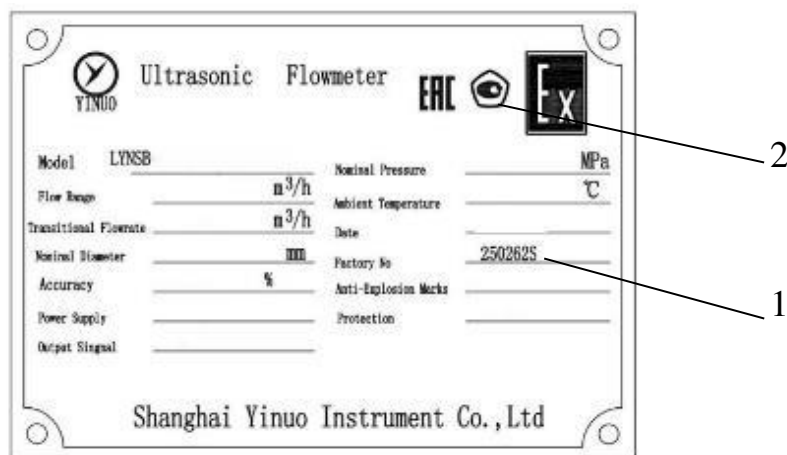 Ultrasonic Flowmeter
YINUO
EAC
Ex
2
Model LYNSB
Nominal Pressure MPa
Flow Range m³/h
Ambient Temperature ℃
Transitional Flowrate m³/h
Date
Nominal Diameter mm
Factory No 250262S
Accuracy %
Anti-Explosion Marks
1
Power Supply
Protection
Output Singnal
Shanghai Yinuo Instrument Co.,Ltd